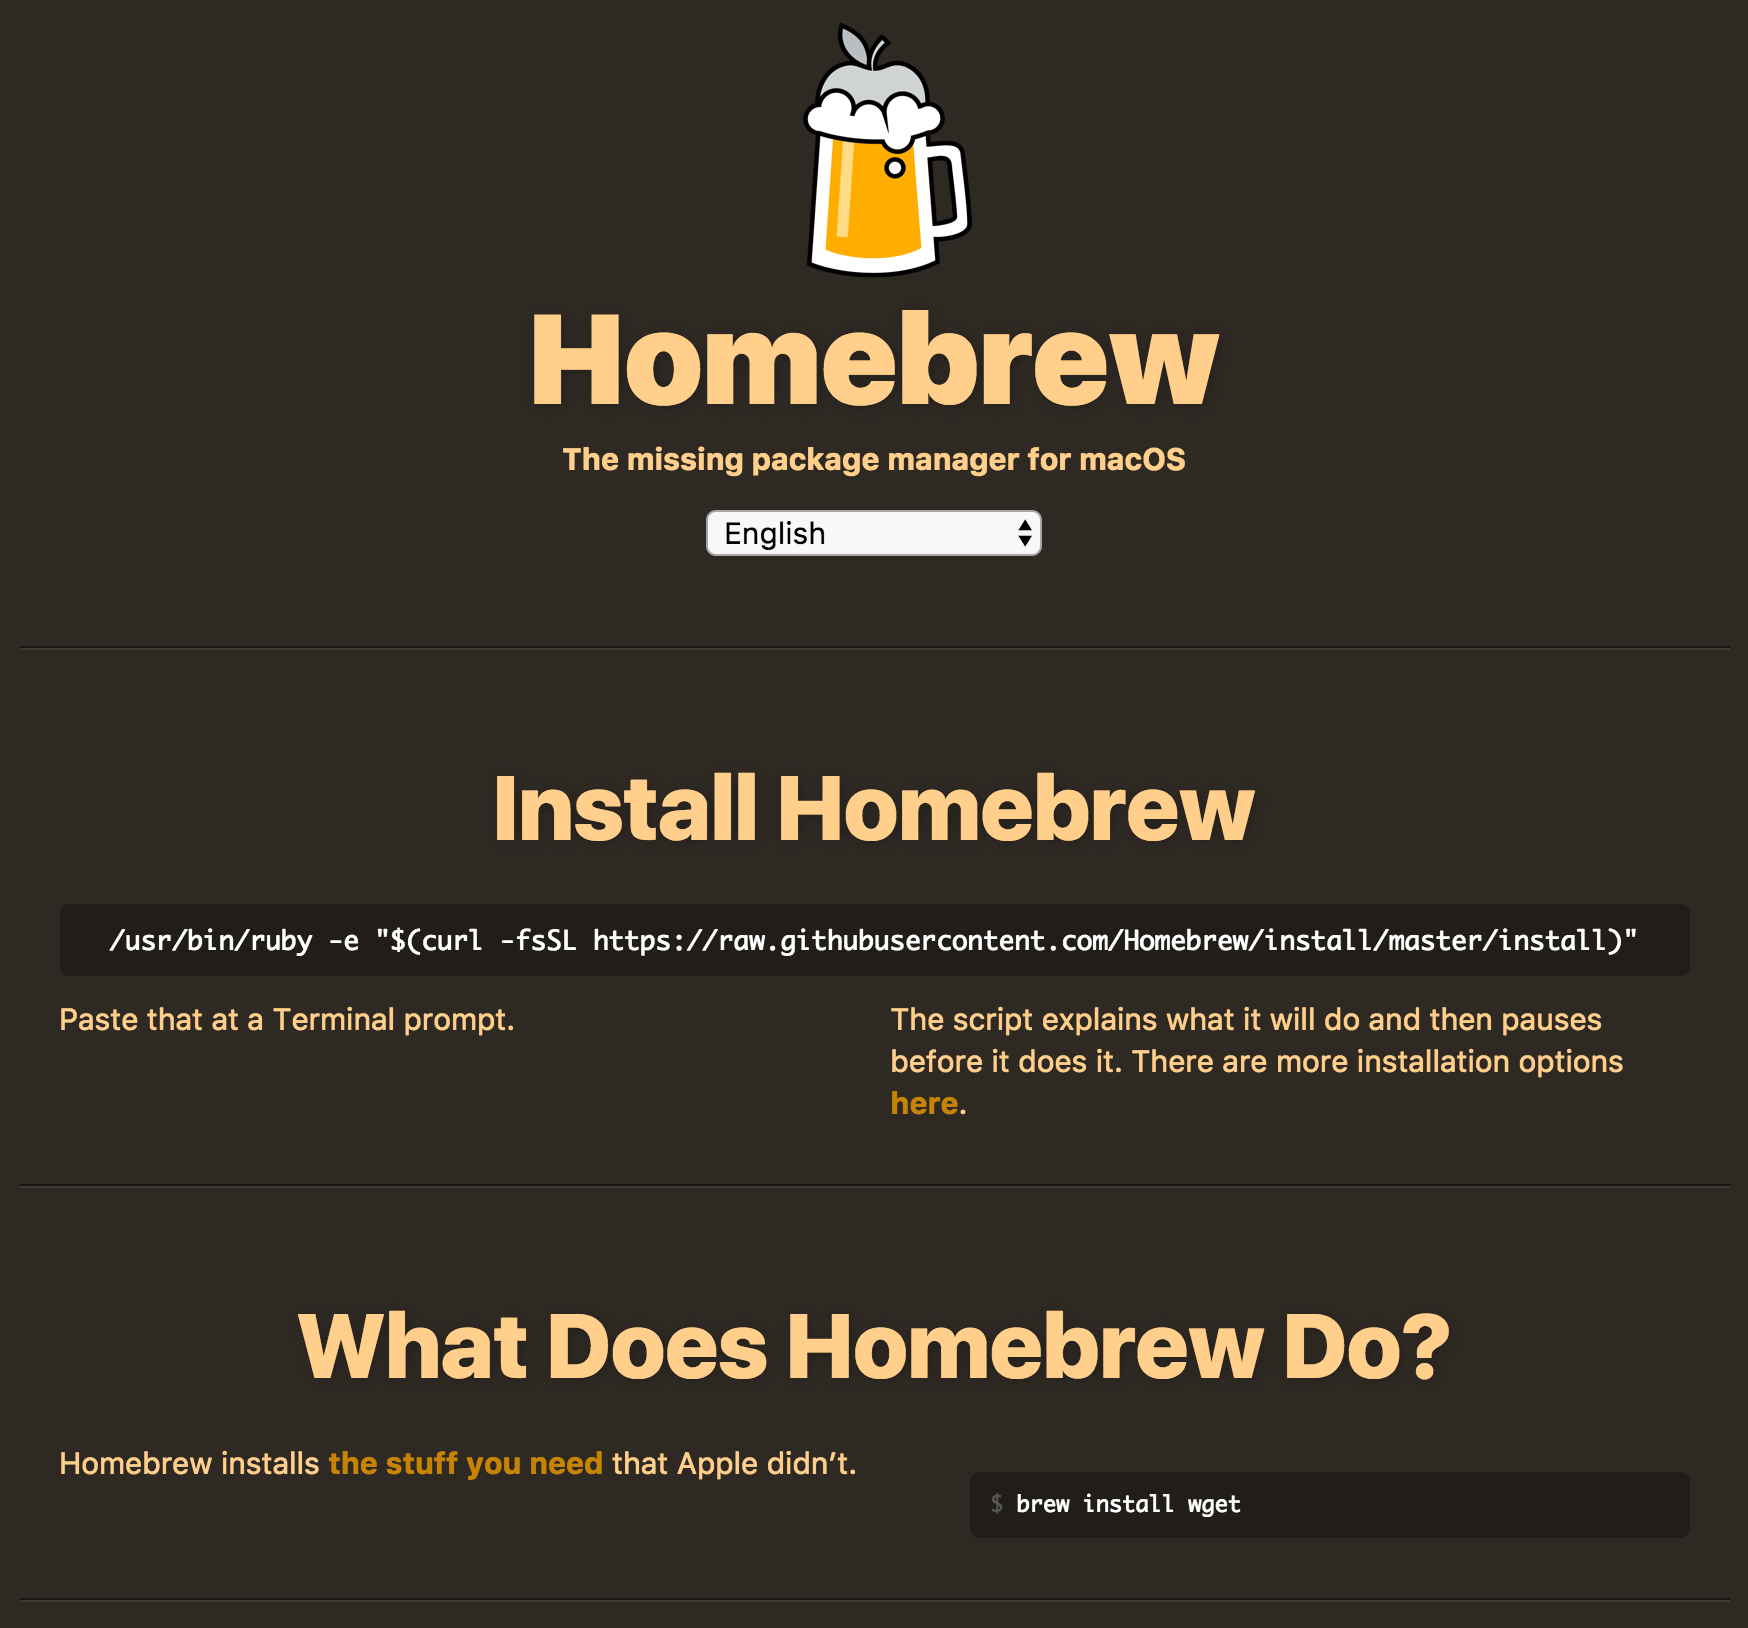 Homebrew
The missing package manager for macOS
English
Install Homebrew
/usr/bin/ruby -e "$(curl -fsSL https://raw.githubusercontent.com/Homebrew/install/master/install)"
Paste that at a Terminal prompt.
The script explains what it will do and then pauses
before it does it. There are more installation options
here.
What Does Homebrew Do?
Homebrew installs the stuff you need that Apple didn’t.
$ brew install wget